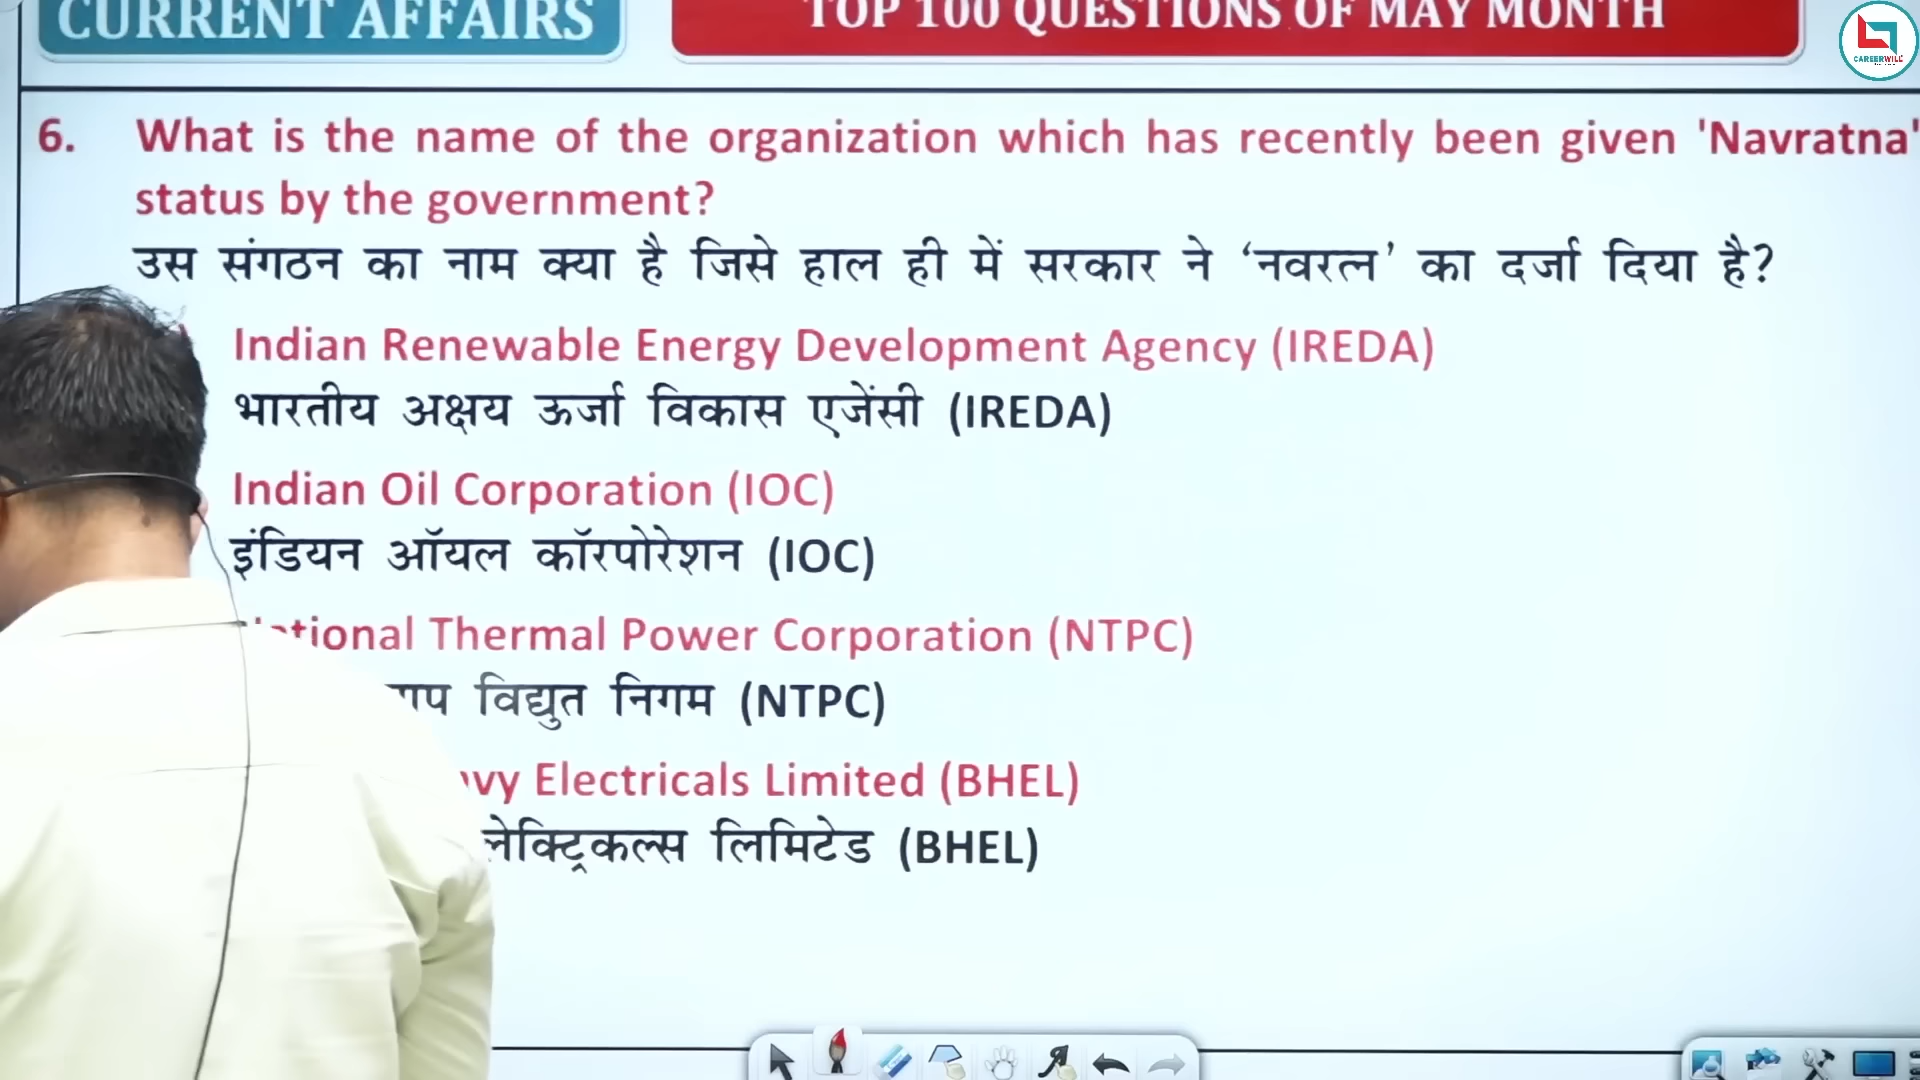 CURRENT AFFAIRS
TOP 100 QUESTIONS OF MAY MONTH
CAREERWILL
6. What is the name of the organization which has recently been given 'Navratna'
status by the government?
उस संगठन का नाम क्या है जिसे हाल ही में सरकार ने ‘नवरत्न’ का दर्जा दिया है?
Indian Renewable Energy Development Agency (IREDA)
भारतीय अक्षय ऊर्जा विकास एजेंसी (IREDA)
Indian Oil Corporation (IOC)
इंडियन ऑयल कॉरपोरेशन (IOC)
Thermal Power Corporation (NTPC)
विद्युत निगम (NTPC)
Electricals Limited (BHEL)
लिमिटेड (BHEL)